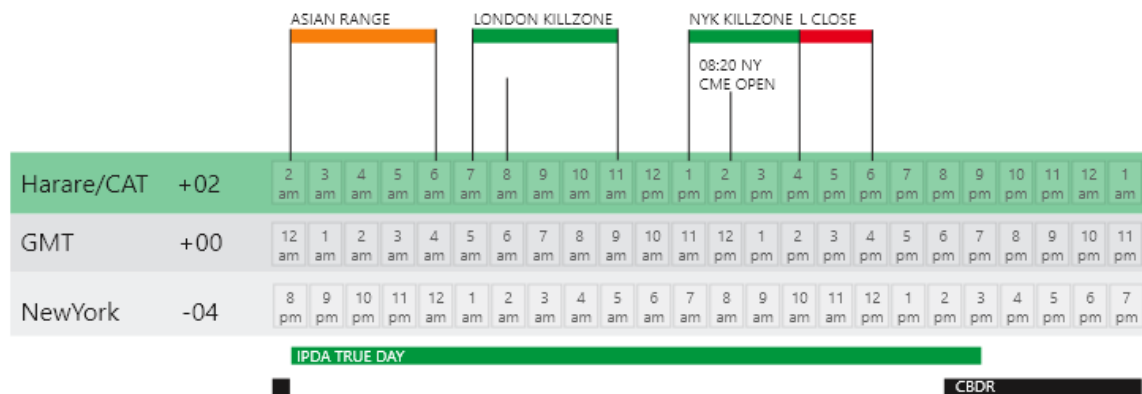 ASIAN RANGE LONDON KILLZONE NYK KILLZONE L CLOSE
08:20 NY
CME OPEN
Harare/CAT +02 2 am 3 am 4 am 5 am 6 am 7 am 8 am 9 am 10 am 11 am 12 pm 1 pm 2 pm 3 pm 4 pm 5 pm 6 pm 7 pm 8 pm 9 pm 10 pm 11 pm 12 am 1 am
GMT +00 12 am 1 am 2 am 3 am 4 am 5 am 6 am 7 am 8 am 9 am 10 am 11 am 12 pm 1 pm 2 pm 3 pm 4 pm 5 pm 6 pm 7 pm 8 pm 9 pm 10 pm 11 pm
NewYork -04 8 pm 9 pm 10 pm 11 pm 12 am 1 am 2 am 3 am 4 am 5 am 6 am 7 am 8 am 9 am 10 am 11 am 12 pm 1 pm 2 pm 3 pm 4 pm 5 pm 6 pm 7 pm
IPDA TRUE DAY
CBDR